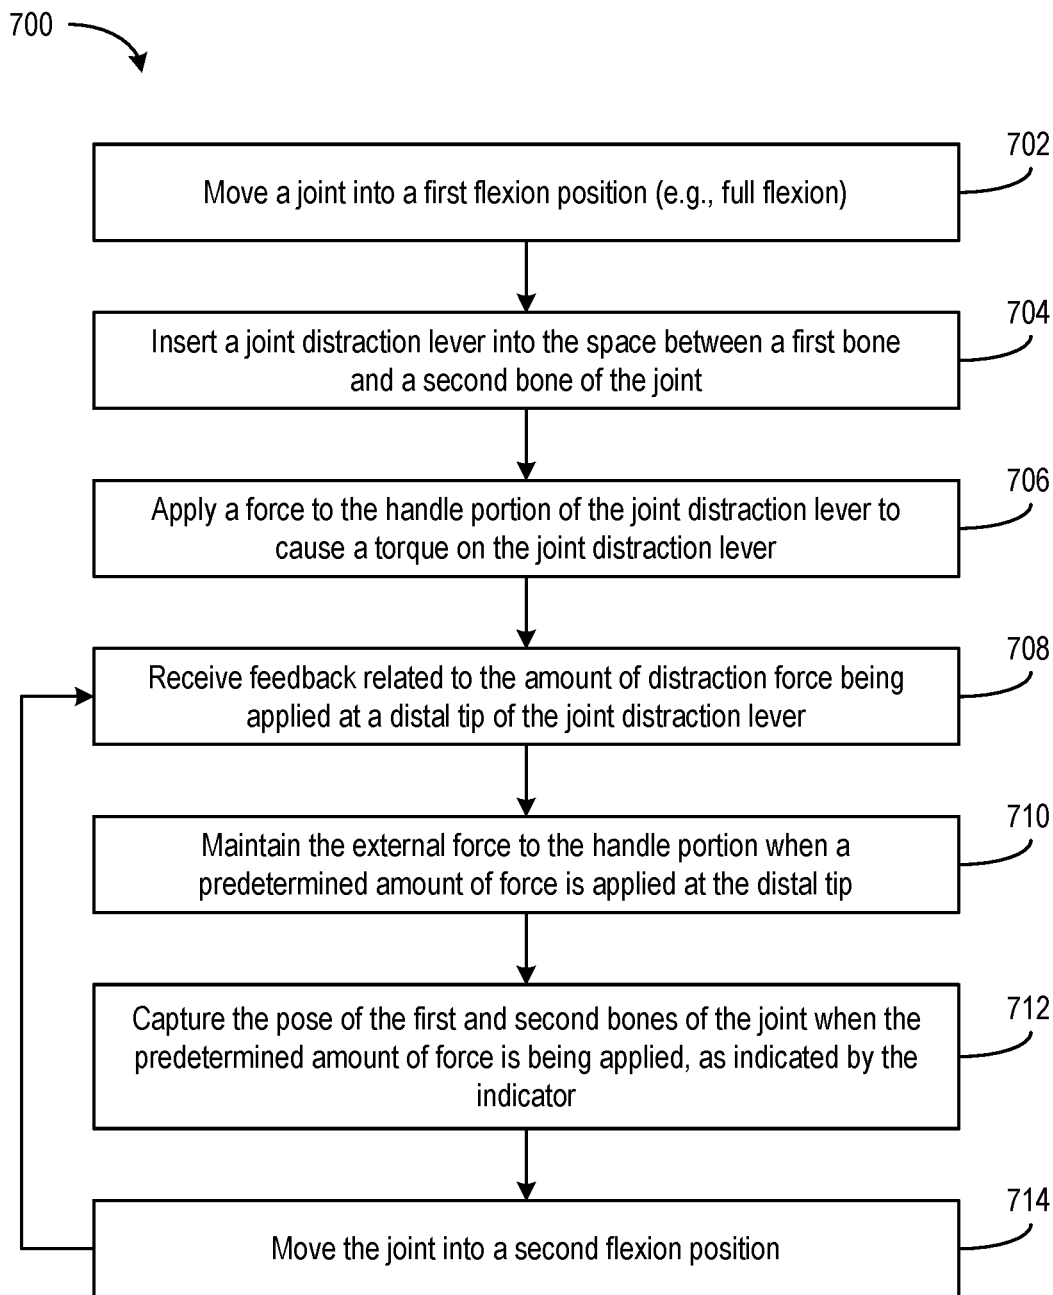 700
702
Move a joint into a first flexion position (e.g., full flexion)
704
Insert a joint distraction lever into the space between a first bone
and a second bone of the joint
706
Apply a force to the handle portion of the joint distraction lever to
cause a torque on the joint distraction lever
708
Receive feedback related to the amount of distraction force being
applied at a distal tip of the joint distraction lever
710
Maintain the external force to the handle portion when a
predetermined amount of force is applied at the distal tip
712
Capture the pose of the first and second bones of the joint when the
predetermined amount of force is being applied, as indicated by the
indicator
714
Move the joint into a second flexion position